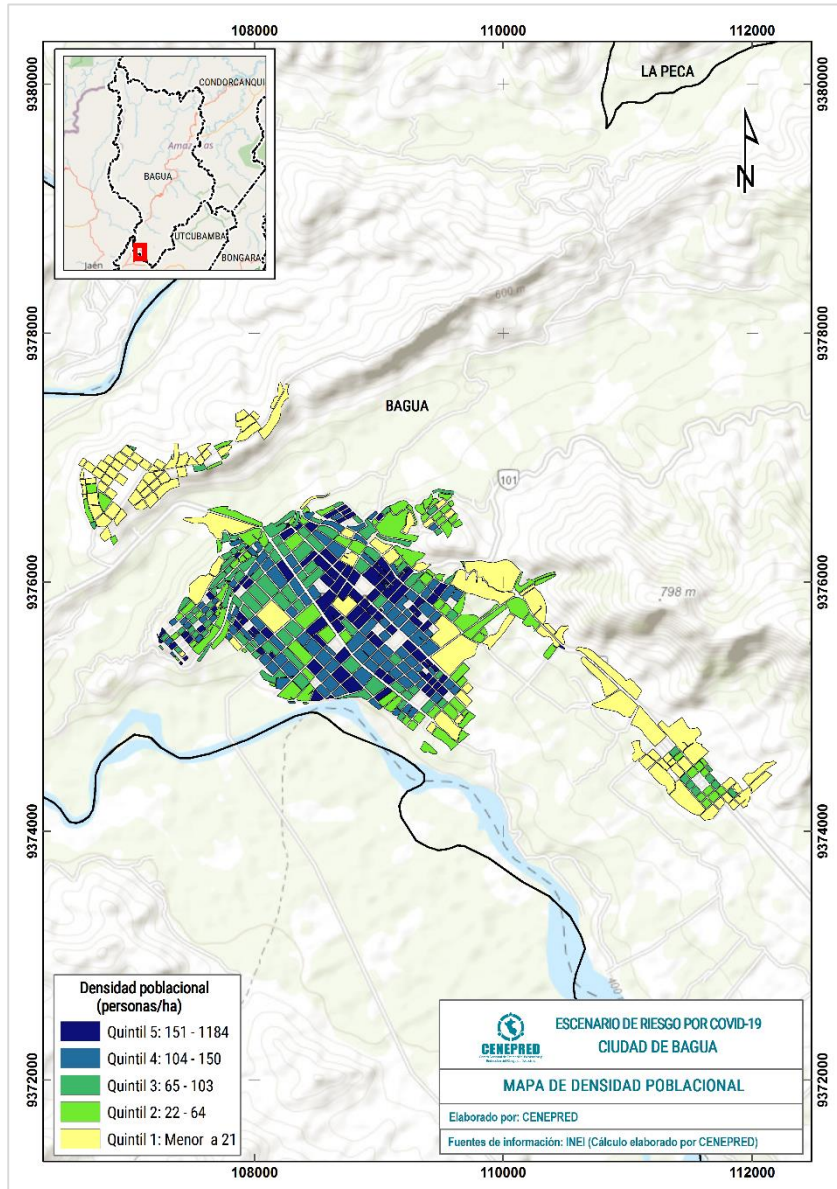 108000
110000
112000
9380000
9380000
CONDORCANQUI
Amazonas
BAGUA
UTCUBAMBA
Jaén
BONGARA
LA PECA
N
600 m
9378000
9378000
BAGUA
101
9376000
9376000
798 m
9374000
9374000
400
Densidad poblacional
(personas/ha)
Quintil 5: 151 - 1184
Quintil 4: 104 - 150
Quintil 3: 65 - 103
Quintil 2: 22 - 64
Quintil 1: Menor a 21
CENEPRED
ESCENARIO DE RIESGO POR COVID-19
CIUDAD DE BAGUA
MAPA DE DENSIDAD POBLACIONAL
Elaborado por: CENEPRED
Fuentes de información: INEI (Cálculo elaborado por CENEPRED)
9372000
9372000
108000
110000
112000